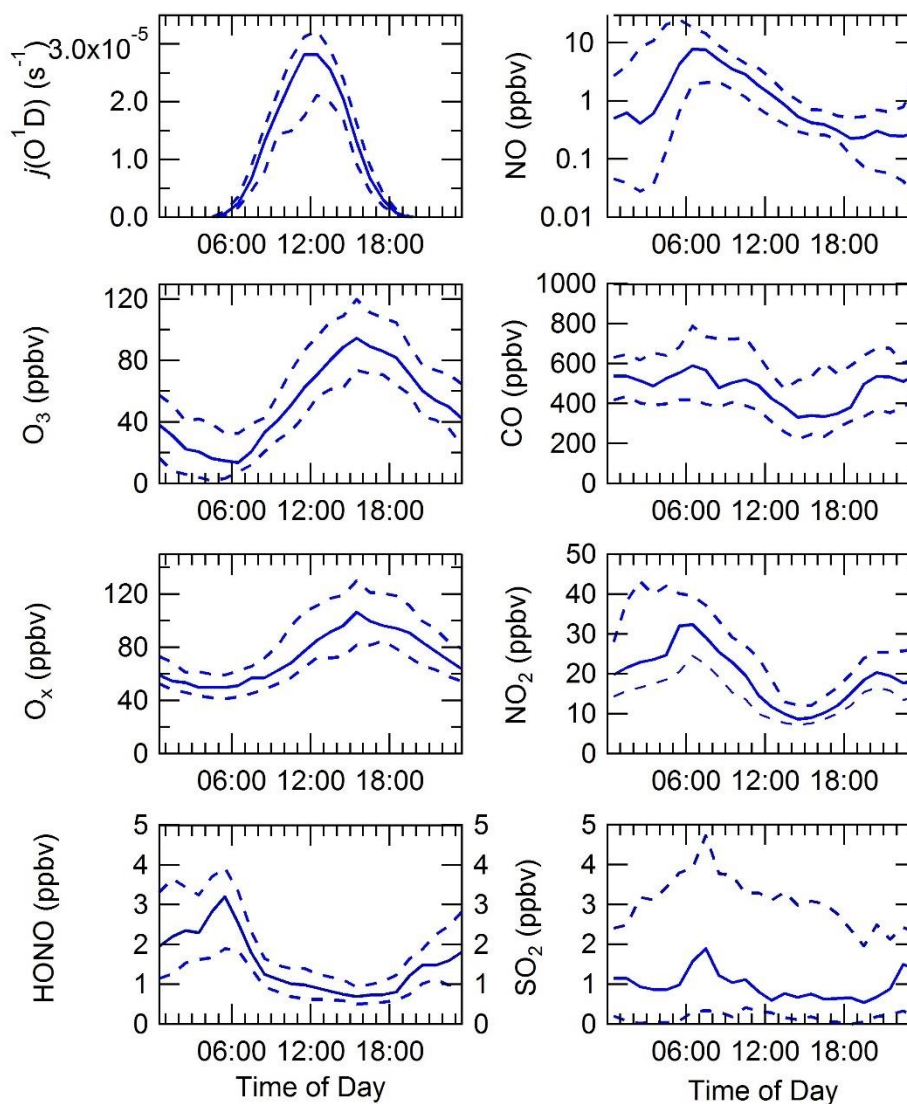 j(O¹D) (s⁻¹)
3.0x10⁻⁵
2.0
1.0
0.0
06:00 12:00 18:00
NO (ppbv)
10
1
0.1
0.01
06:00 12:00 18:00
O₃ (ppbv)
120
80
40
0
06:00 12:00 18:00
CO (ppbv)
1000
800
600
400
200
0
06:00 12:00 18:00
Oₓ (ppbv)
120
80
40
0
06:00 12:00 18:00
NO₂ (ppbv)
50
40
30
20
10
0
06:00 12:00 18:00
HONO (ppbv)
5
4
3
2
1
0
06:00 12:00 18:00
Time of Day
SO₂ (ppbv)
5
4
3
2
1
0
5
4
3
2
1
0
06:00 12:00 18:00
Time of Day